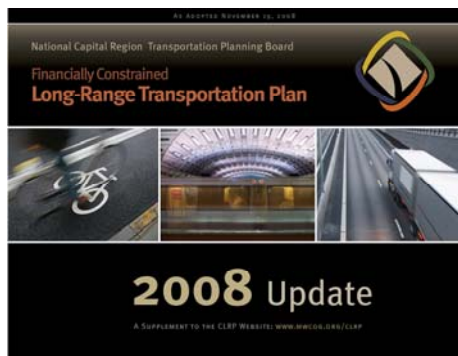 AS ADOPTED NOVEMBER 19, 2008
National Capital Region Transportation Planning Board
Financially Constrained
Long-Range Transportation Plan
2008 Update
A SUPPLEMENT TO THE CLRP WEBSITE: WWW.MWCOG.ORG/CLRP